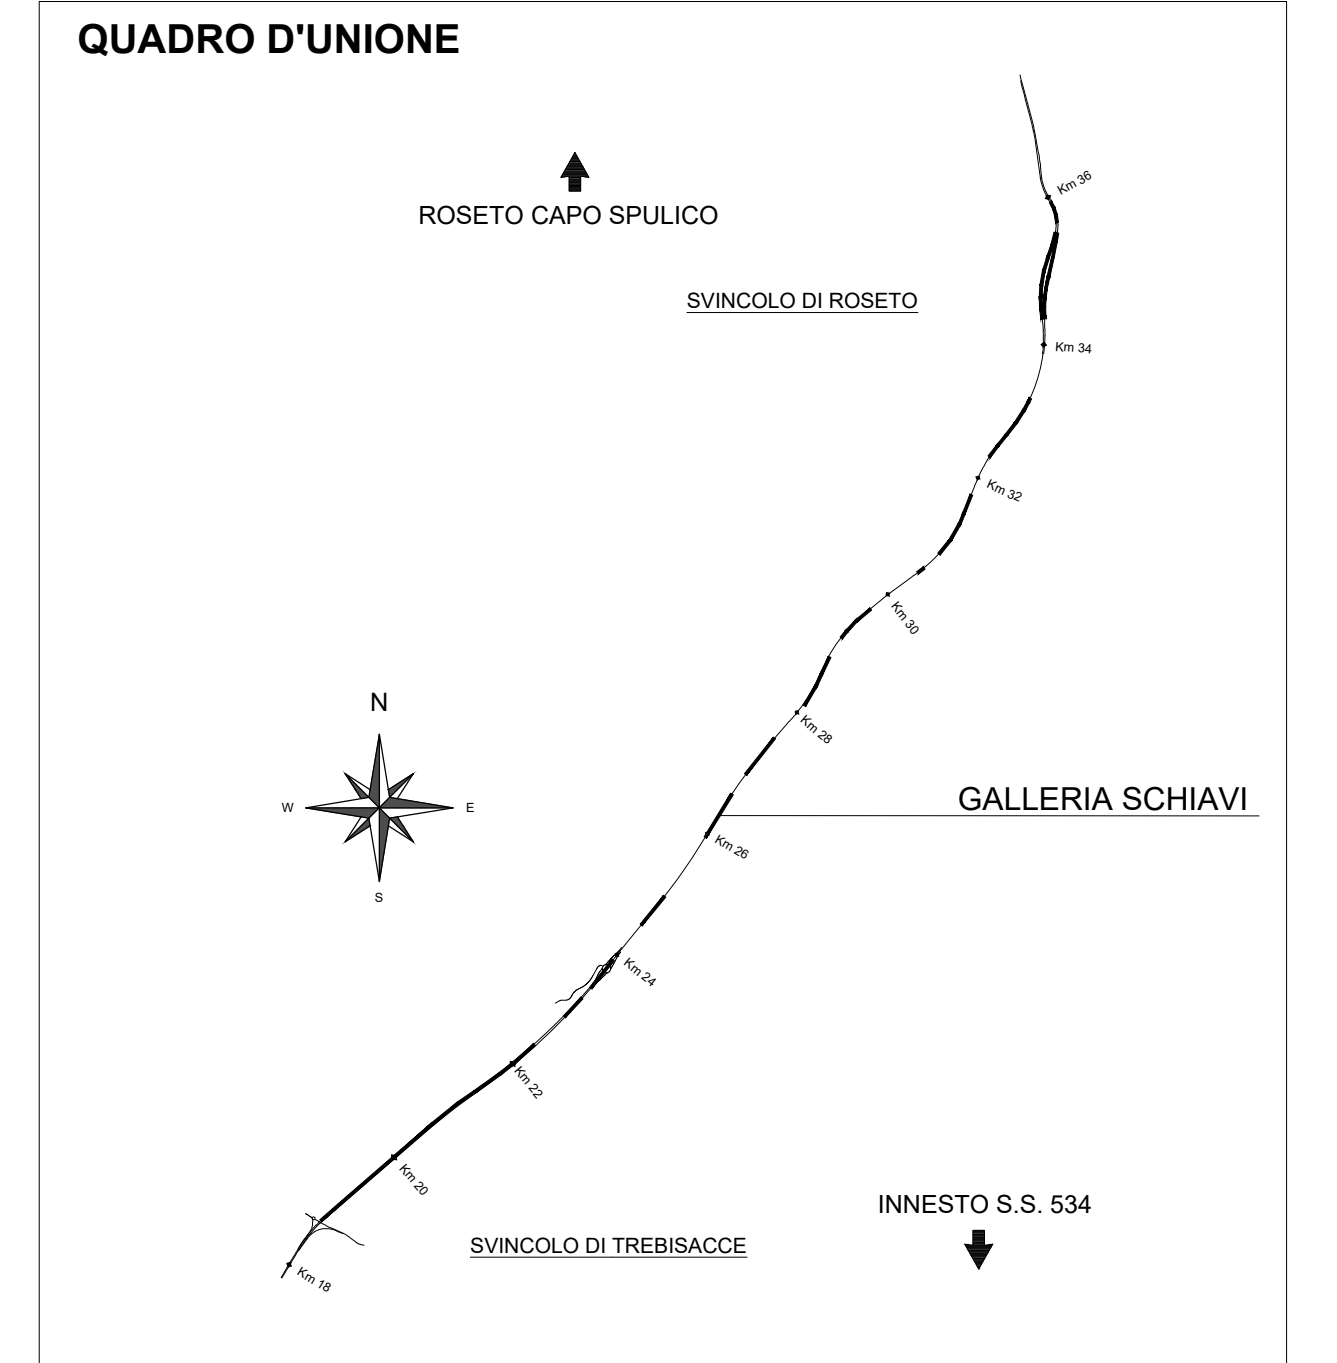 QUADRO D'UNIONE
Km 36
ROSETO CAPO SPULICO
SVINCOLO DI ROSETO
Km 34
Km 32
Km 30
N
Km 28
W
E
GALLERIA SCHIAVI
Km 26
S
Km 24
Km 22
Km 20
INNESTO S.S. 534
SVINCOLO DI TREBISACCE
Km 18